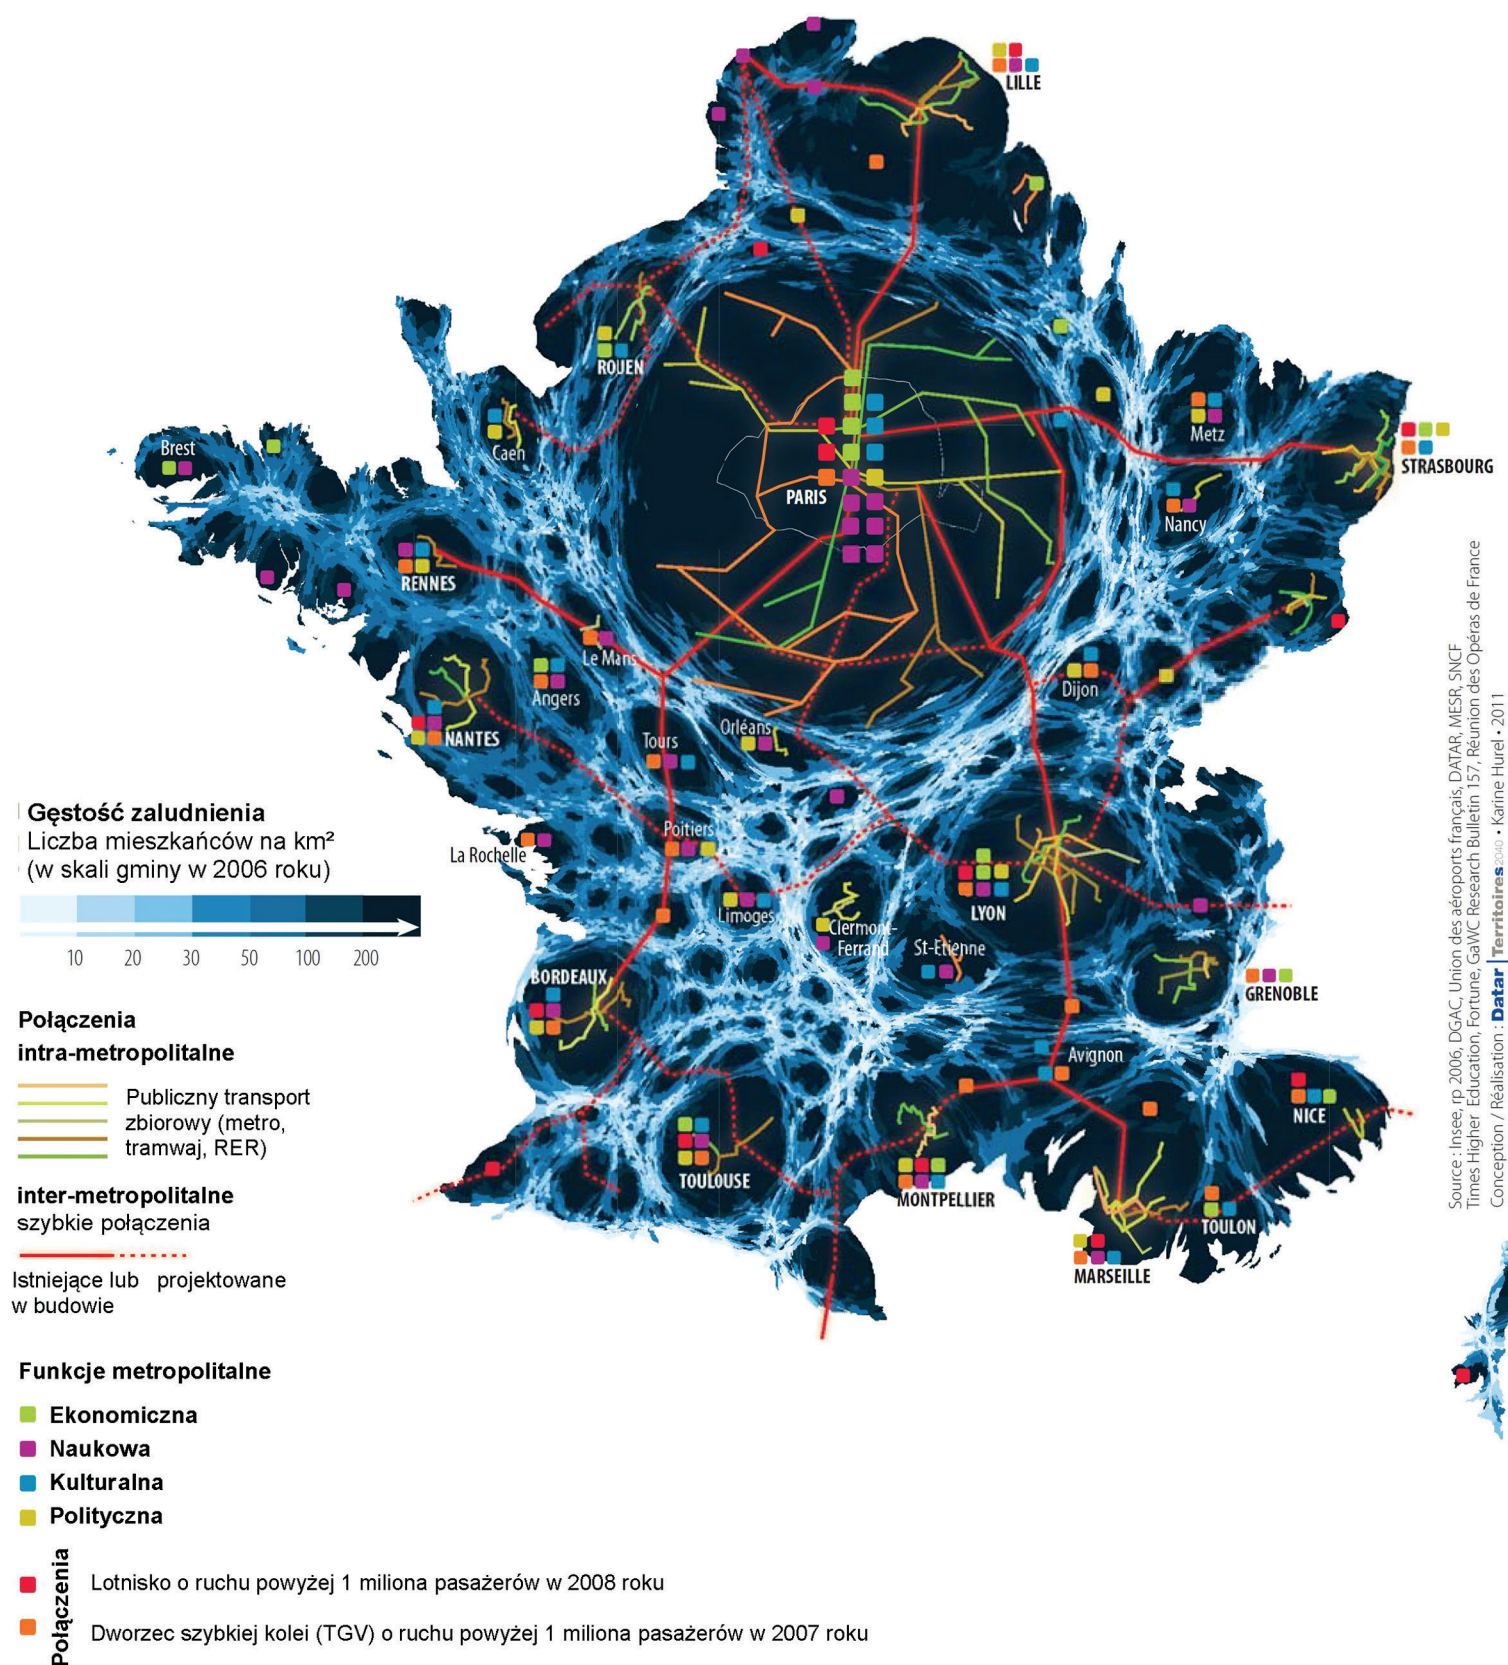 LILLE
ROUEN
Caen
Brest
PARIS
Metz
STRASBOURG
Nancy
RENNES
Le Mans
Angers
Dijon
NANTES
Orléans
Tours
Poitiers
La Rochelle
Limoges
Clermont-
Ferrand
LYON
St-Etienne
GRENOBLE
BORDEAUX
Avignon
NICE
TOULOUSE
MONTPELLIER
TOULON
MARSEILLE
Gęstość zaludnienia
Liczba mieszkańców na km²
(w skali gminy w 2006 roku)
10 20 30 50 100 200
Połączenia
intra-metropolitalne
Publiczny transport
zbiorowy (metro,
tramwaj, RER)
inter-metropolitalne
szybkie połączenia
Istniejące lub projektowane
w budowie
Funkcje metropolitalne
Ekonomiczna
Naukowa
Kulturalna
Polityczna
Połączenia
Lotnisko o ruchu powyżej 1 miliona pasażerów w 2008 roku
Dworzec szybkiej kolei (TGV) o ruchu powyżej 1 miliona pasażerów w 2007 roku
Source : Insee, rp 2006, DGAC, Union des aéroports français, DATAR, MESR, SNCF
Times Higher Education, Fortune, GaWC Research Bulletin 157, Réunion des Opéras de France
Conception / Réalisation : Datar | Territoires 2040 • Karine Hurel • 2011